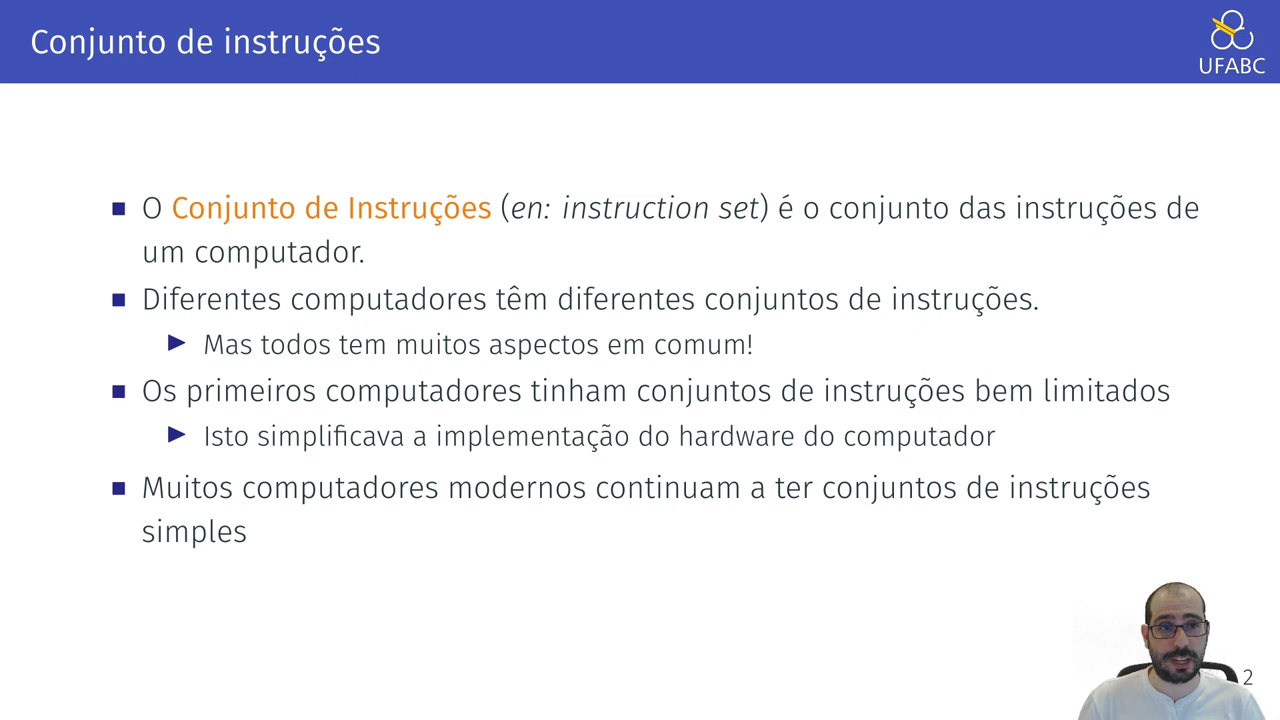 Conjunto de instruções
UFABC
O Conjunto de Instruções (en: instruction set) é o conjunto das instruções de
um computador.
Diferentes computadores têm diferentes conjuntos de instruções.
Mas todos tem muitos aspectos em comum!
Os primeiros computadores tinham conjuntos de instruções bem limitados
Isto simplificava a implementação do hardware do computador
Muitos computadores modernos continuam a ter conjuntos de instruções
simples
2